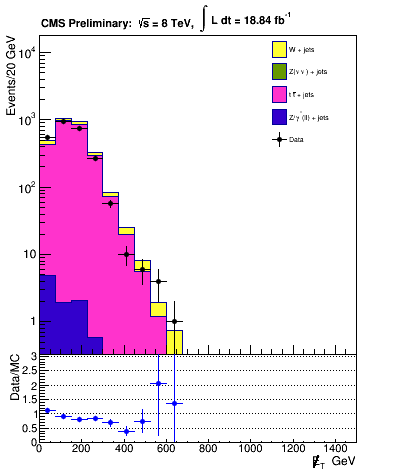 CMS Preliminary: √s = 8 TeV, ∫ L dt = 18.84 fb⁻¹
Events/20 GeV
10⁴
10³
10²
10
1
W + jets
Z(ν ν) + jets
t t̄ + jets
Z/γ*(ll) + jets
Data
Data/MC
3
2.5
2
1.5
1
0.5
0
0 200 400 600 800 1000 1200 1400
E̸_T GeV